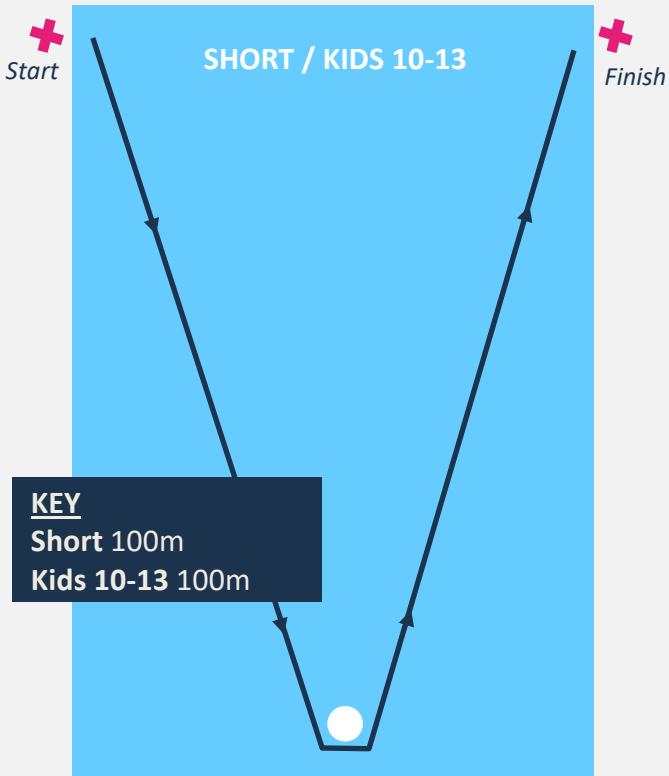 SHORT / KIDS 10-13
Start
Finish
KEY
Short 100m
Kids 10-13 100m